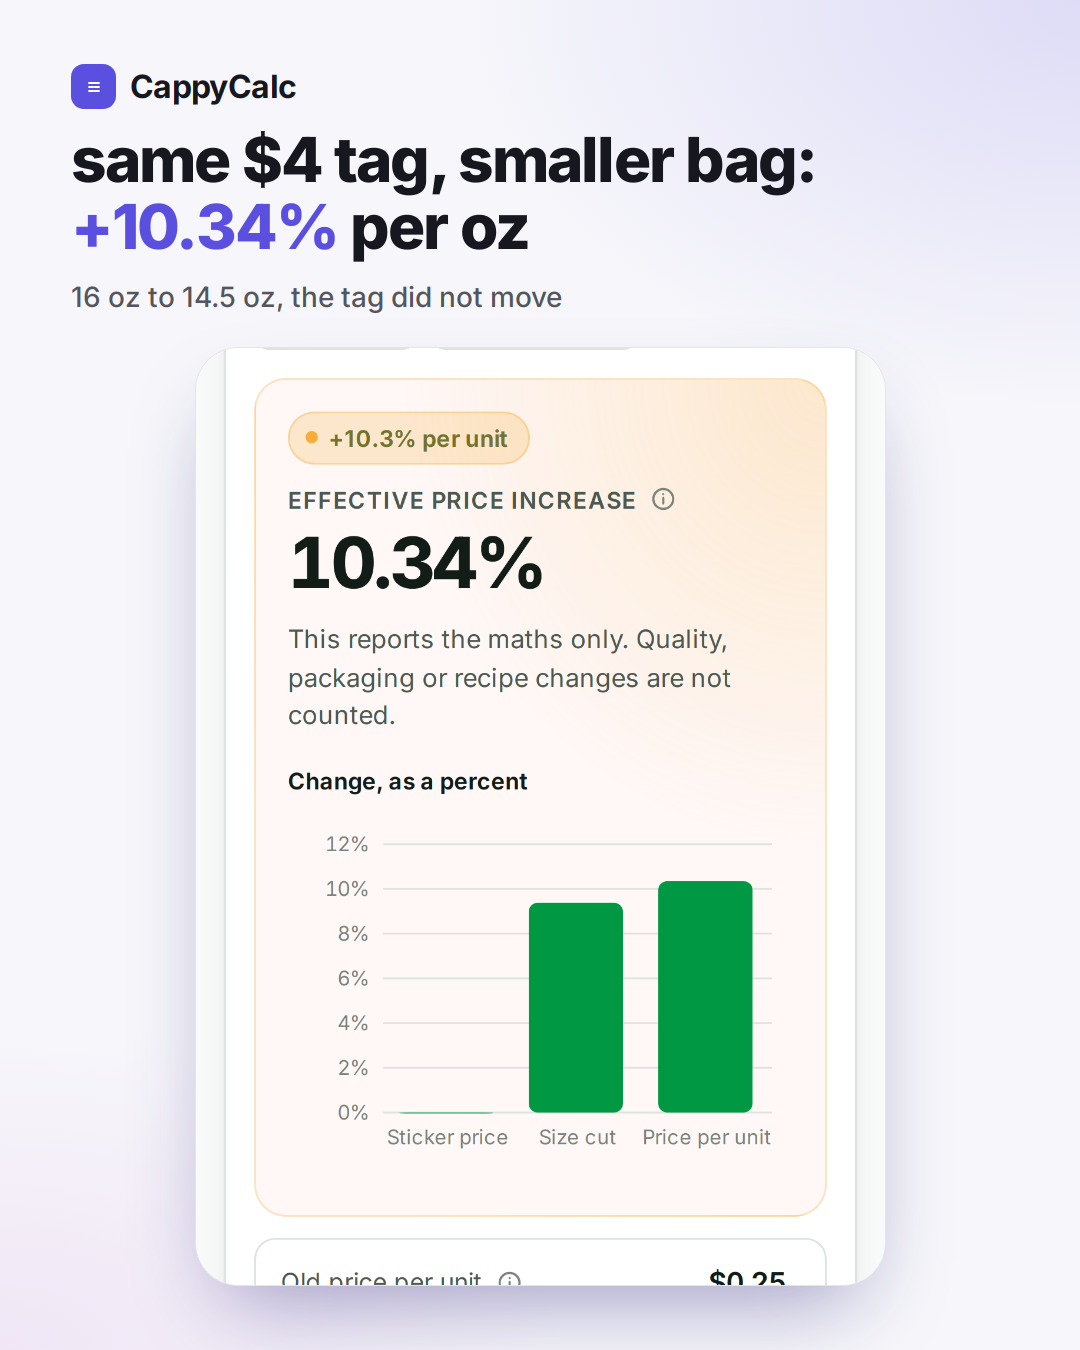 CappyCalc
same $4 tag, smaller bag:
+10.34% per oz
16 oz to 14.5 oz, the tag did not move
+10.3% per unit
EFFECTIVE PRICE INCREASE
10.34%
This reports the maths only. Quality,
packaging or recipe changes are not
counted.
Change, as a percent
12%
10%
8%
6%
4%
2%
0%
Sticker price Size cut Price per unit
Old price per unit $0.25